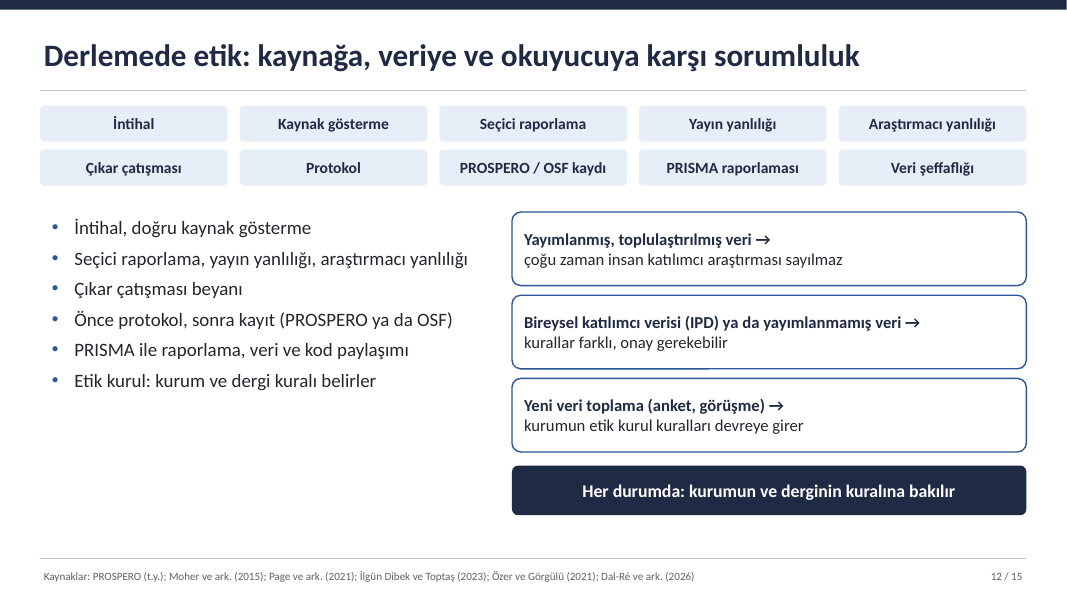 Derlemede etik: kaynağa, veriye ve okuyucuya karşı sorumluluk
İntihal
Kaynak gösterme
Seçici raporlama
Yayın yanlılığı
Araştırmacı yanlılığı
Çıkar çatışması
Protokol
PROSPERO / OSF kaydı
PRISMA raporlaması
Veri şeffaflığı
• İntihal, doğru kaynak gösterme
• Seçici raporlama, yayın yanlılığı, araştırmacı yanlılığı
• Çıkar çatışması beyanı
• Önce protokol, sonra kayıt (PROSPERO ya da OSF)
• PRISMA ile raporlama, veri ve kod paylaşımı
• Etik kurul: kurum ve dergi kuralı belirler
Yayımlanmış, toplulaştırılmış veri →
çoğu zaman insan katılımcı araştırması sayılmaz
Bireysel katılımcı verisi (IPD) ya da yayımlanmamış veri →
kurallar farklı, onay gerekebilir
Yeni veri toplama (anket, görüşme) →
kurumun etik kurul kuralları devreye girer
Her durumda: kurumun ve derginin kuralına bakılır
Kaynaklar: PROSPERO (t.y.); Moher ve ark. (2015); Page ve ark. (2021); İlgün Dibek ve Toptaş (2023); Özer ve Görgülü (2021); Dal-Ré ve ark. (2026)
12 / 15